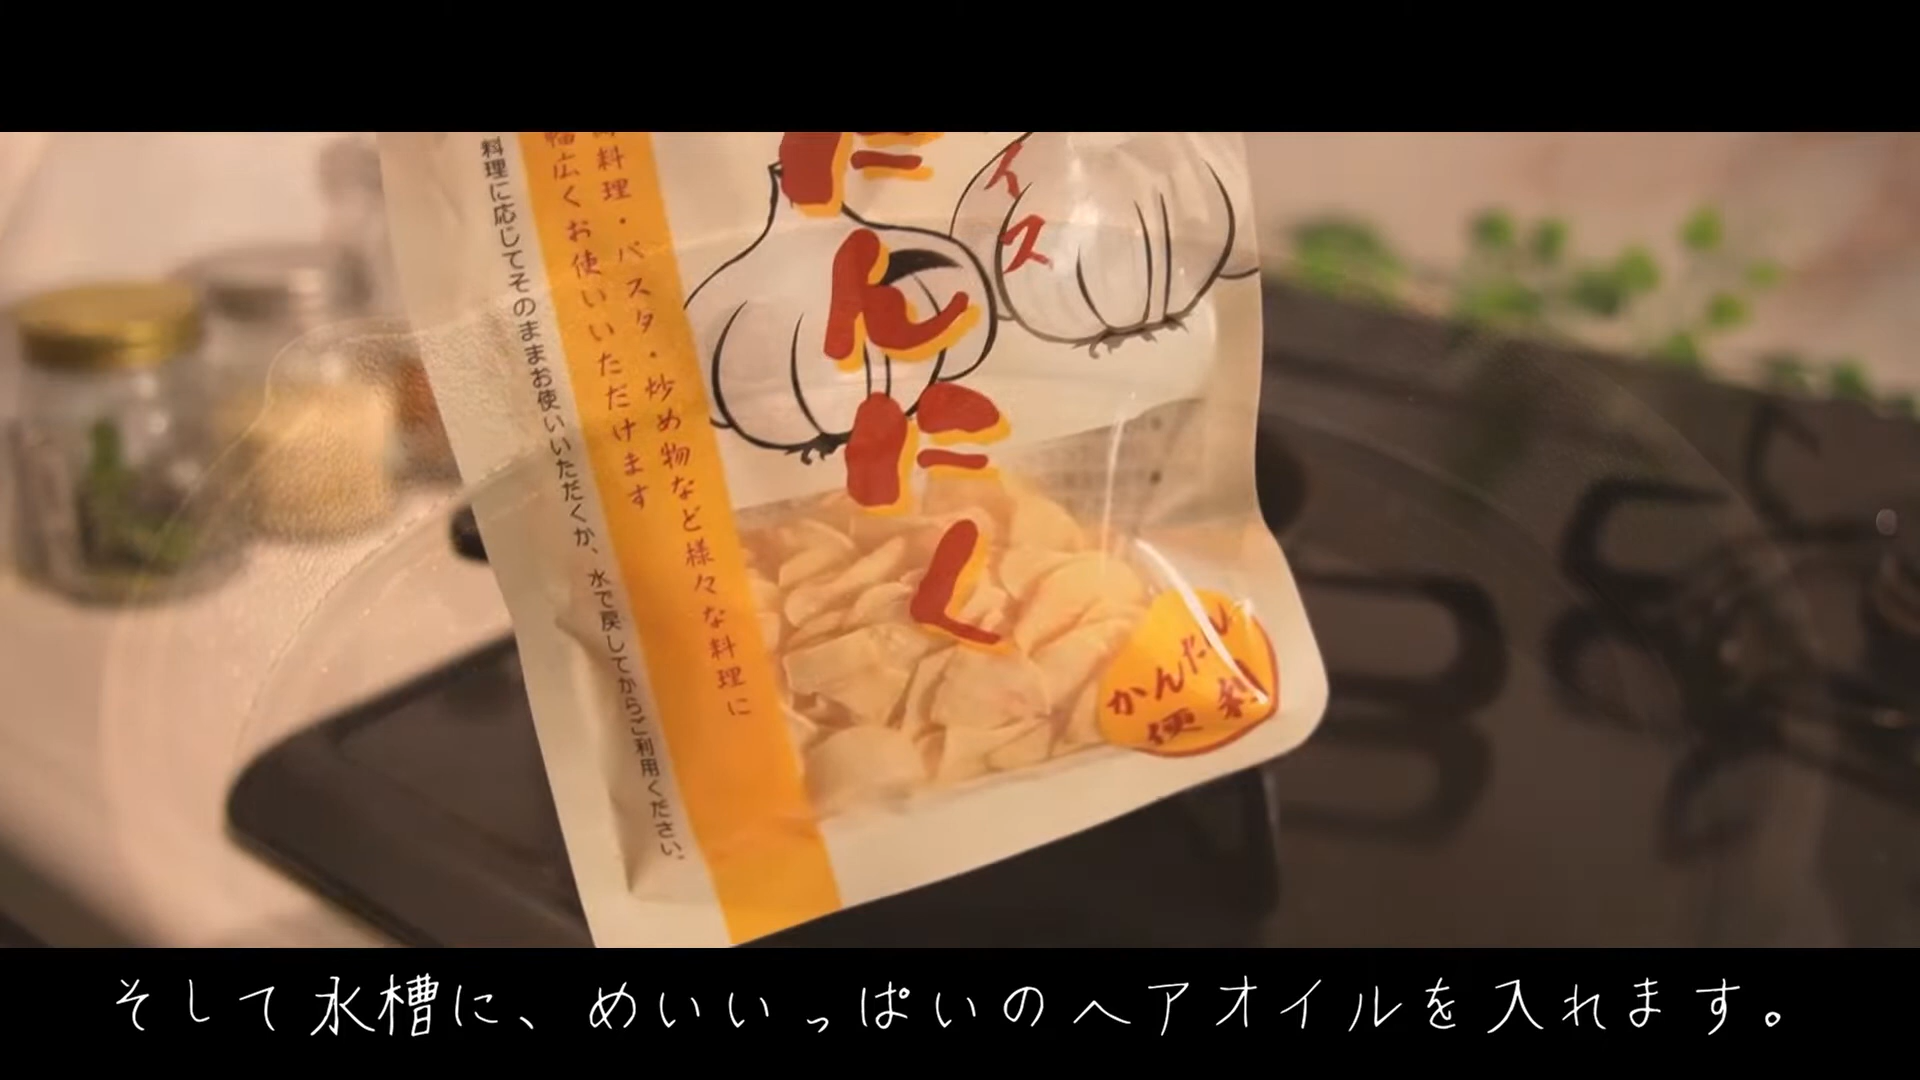 イス
にんにく
料理・パスタ・炒め物など様々な料理に
幅広くお使いいただけます
料理に応じてそのままお使いいただくか、水で戻してからご利用ください。
かんたん
便利
そして水槽に、めいいっぱいのヘアオイルを入れます。